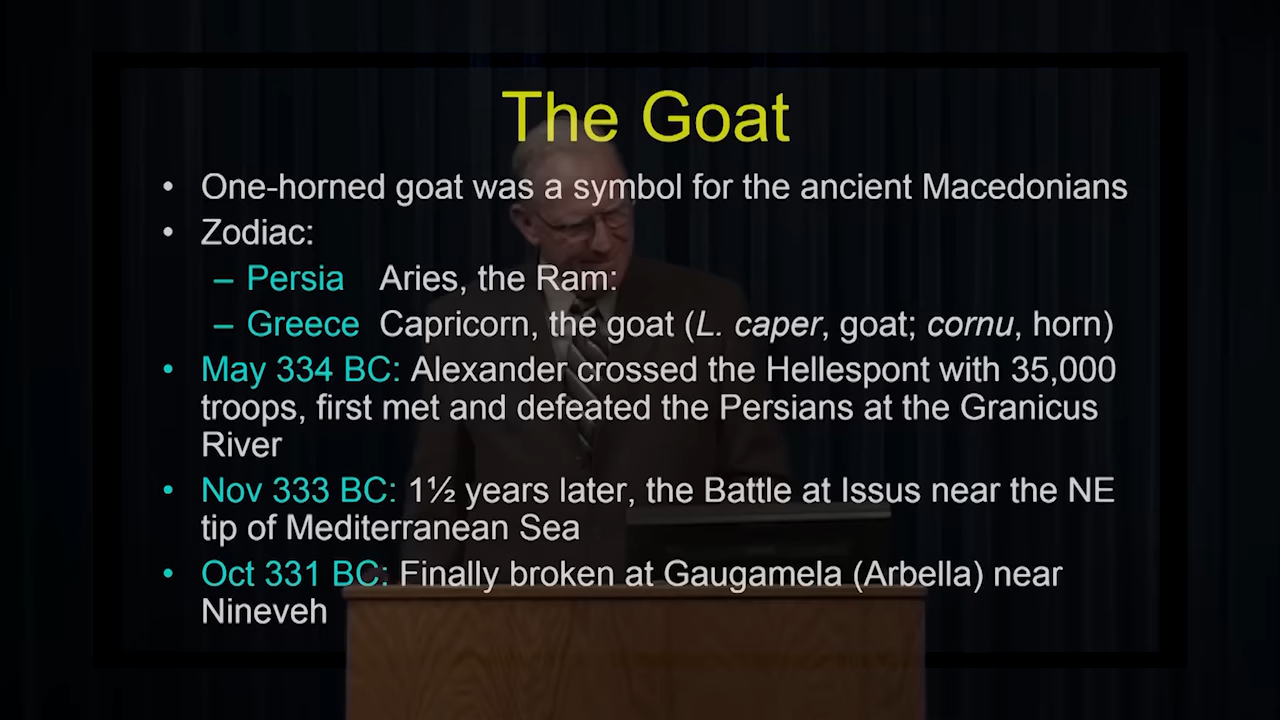 The Goat
• One-horned goat was a symbol for the ancient Macedonians
• Zodiac:
– Persia Aries, the Ram:
– Greece Capricorn, the goat (L. caper, goat; cornu, horn)
• May 334 BC: Alexander crossed the Hellespont with 35,000
troops, first met and defeated the Persians at the Granicus
River
• Nov 333 BC: 1½ years later, the Battle at Issus near the NE
tip of Mediterranean Sea
• Oct 331 BC: Finally broken at Gaugamela (Arbella) near
Nineveh